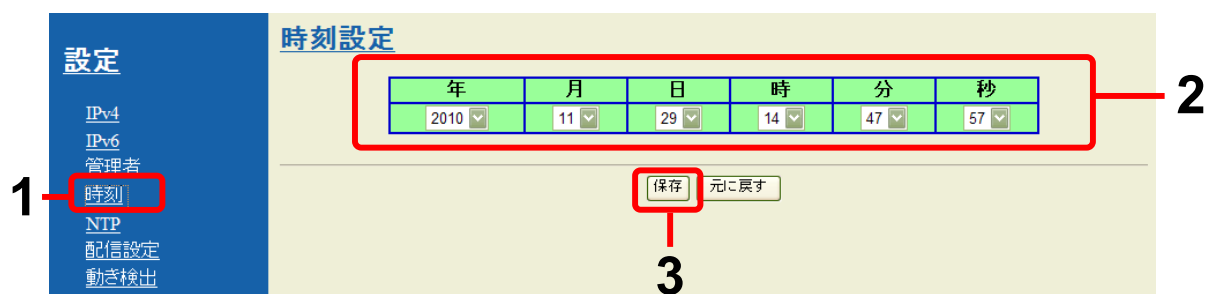 設定
IPv4
IPv6
管理者
時刻
NTP
配信設定
動き検出
1
時刻設定
年 月 日 時 分 秒
2010 11 29 14 47 57
2
保存 元に戻す
3